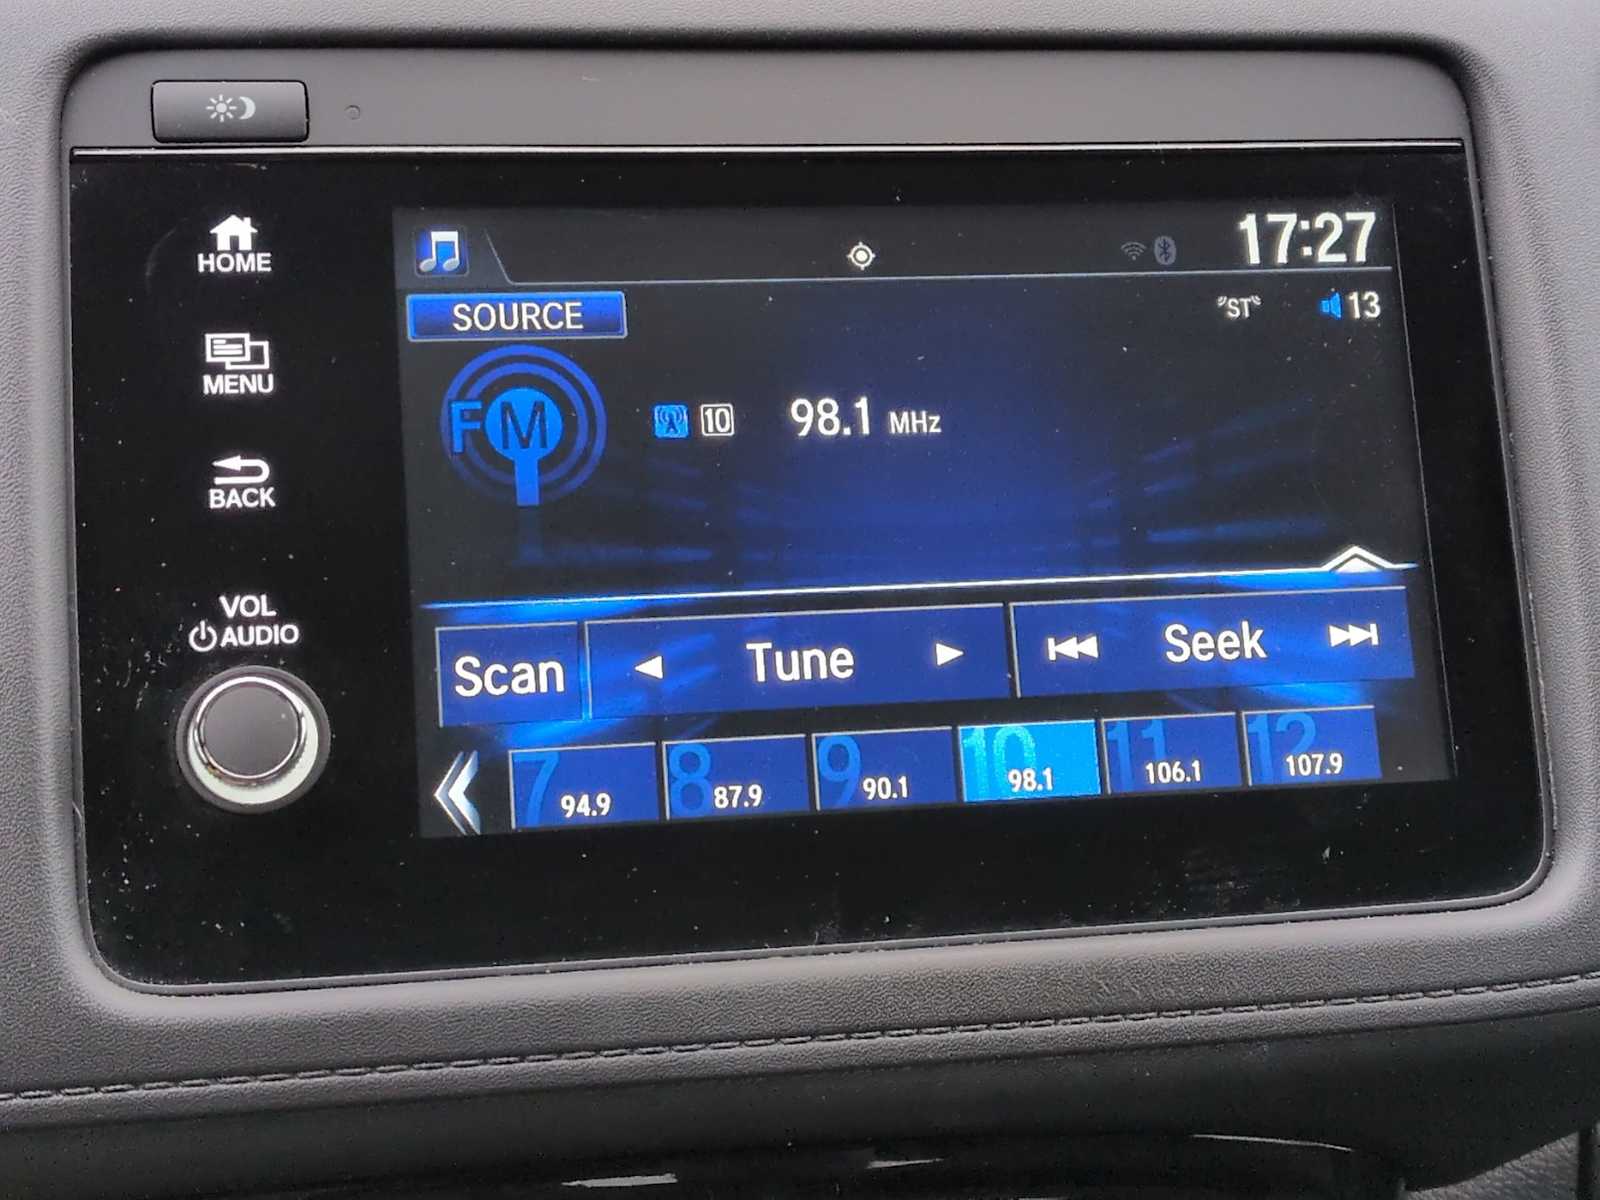 HOME
MENU
BACK
VOL
AUDIO
17:27
SOURCE
"ST"
13
FM
10
98.1 MHz
Scan
Tune
Seek
7 94.9
8 87.9
9 90.1
10 98.1
11 106.1
12 107.9